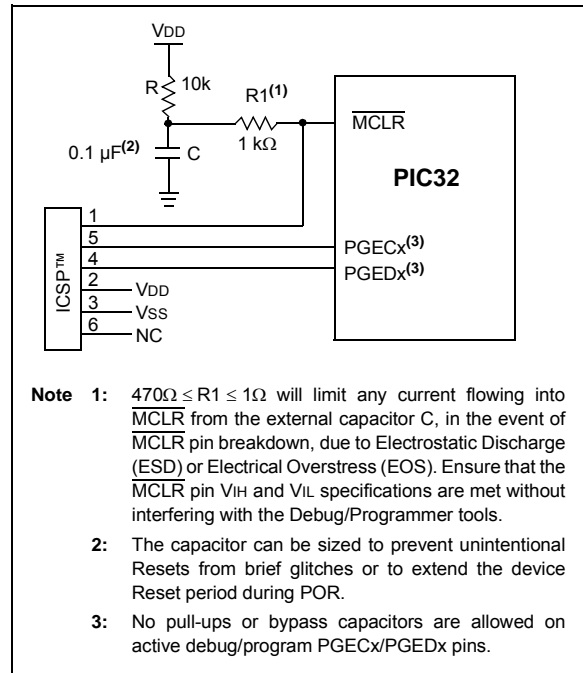 VDD
R 10k
R1(1)
1 kΩ
0.1 µF(2) C
MCLR
PIC32
ICSP™
1
5
4
2
3
6
PGECx(3)
PGEDx(3)
VDD
VSS
NC
Note 1: 470Ω ≤ R1 ≤ 1Ω will limit any current flowing into
MCLR from the external capacitor C, in the event of
MCLR pin breakdown, due to Electrostatic Discharge
(ESD) or Electrical Overstress (EOS). Ensure that the
MCLR pin VIH and VIL specifications are met without
interfering with the Debug/Programmer tools.
2: The capacitor can be sized to prevent unintentional
Resets from brief glitches or to extend the device
Reset period during POR.
3: No pull-ups or bypass capacitors are allowed on
active debug/program PGECx/PGEDx pins.